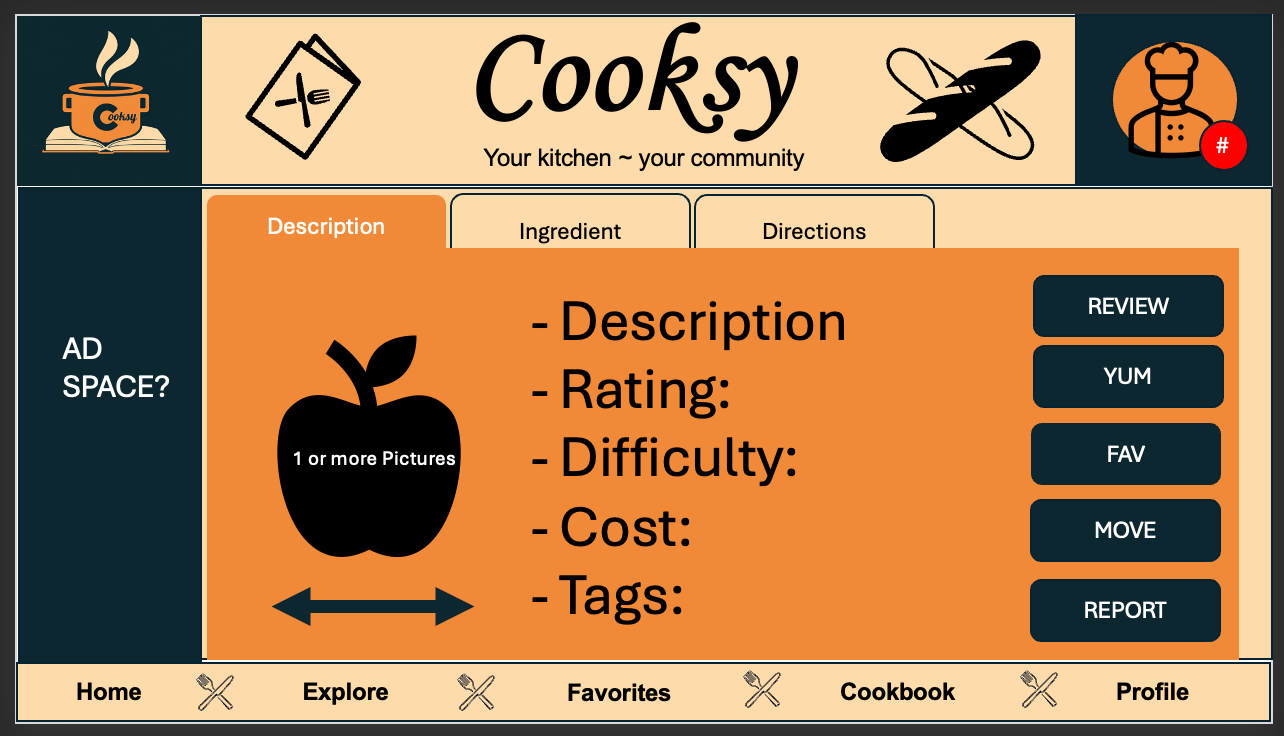 Cooksy
Cooksy
Your kitchen ~ your community
#
Description
Ingredient
Directions
AD
SPACE?
1 or more Pictures
- Description
- Rating:
- Difficulty:
- Cost:
- Tags:
REVIEW
YUM
FAV
MOVE
REPORT
Home
Explore
Favorites
Cookbook
Profile